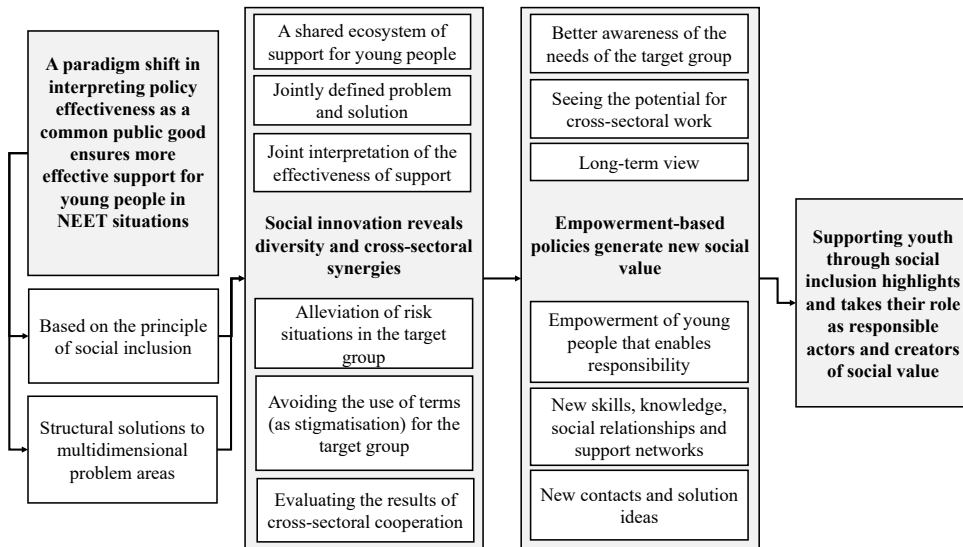 A paradigm shift in
interpreting policy
effectiveness as a
common public good
ensures more
effective support for
young people in
NEET situations
Based on the principle
of social inclusion
Structural solutions to
multidimensional
problem areas
A shared ecosystem of
support for young people
Jointly defined problem
and solution
Joint interpretation of the
effectiveness of support
Social innovation reveals
diversity and cross-sectoral
synergies
Alleviation of risk
situations in the target
group
Avoiding the use of terms
(as stigmatisation) for the
target group
Evaluating the results of
cross-sectoral cooperation
Better awareness of the
needs of the target group
Seeing the potential for
cross-sectoral work
Long-term view
Empowerment-based
policies generate new social
value
Empowerment of young
people that enables
responsibility
New skills, knowledge,
social relationships and
support networks
New contacts and solution
ideas
Supporting youth
through social
inclusion highlights
and takes their role
as responsible
actors and creators
of social value